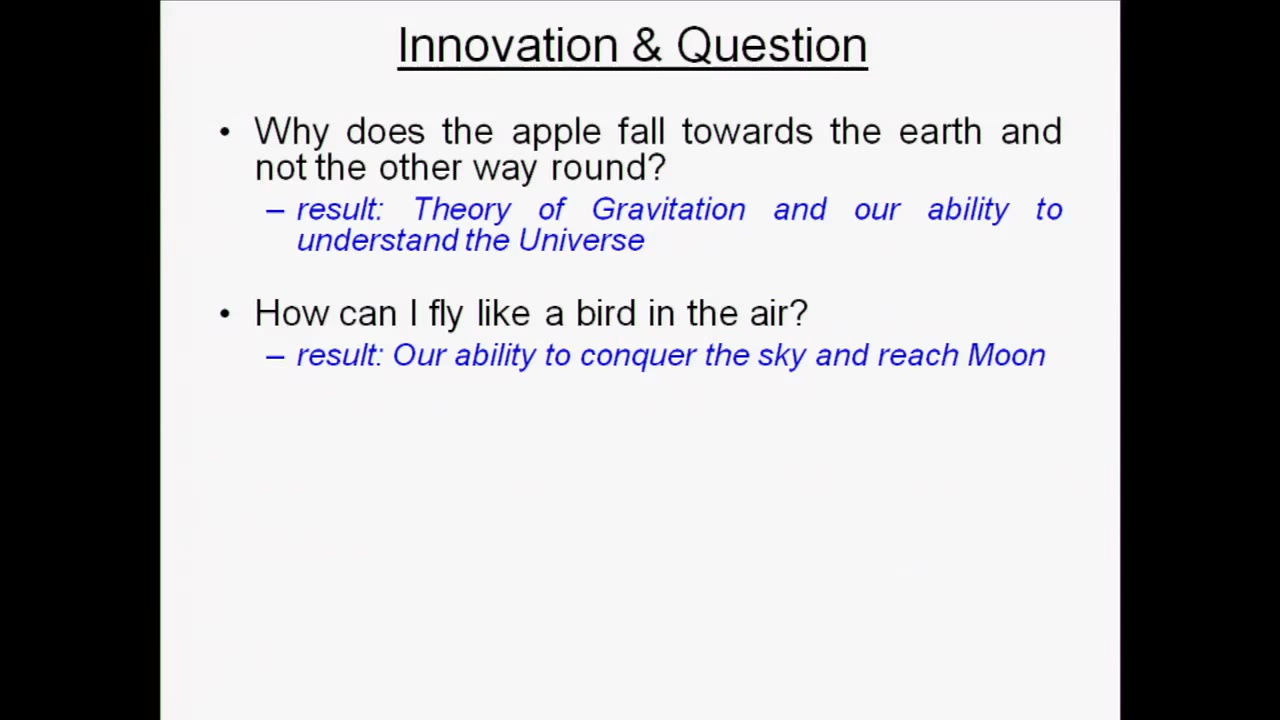 Innovation & Question
• Why does the apple fall towards the earth and
not the other way round?
– result: Theory of Gravitation and our ability to
understand the Universe
• How can I fly like a bird in the air?
– result: Our ability to conquer the sky and reach Moon